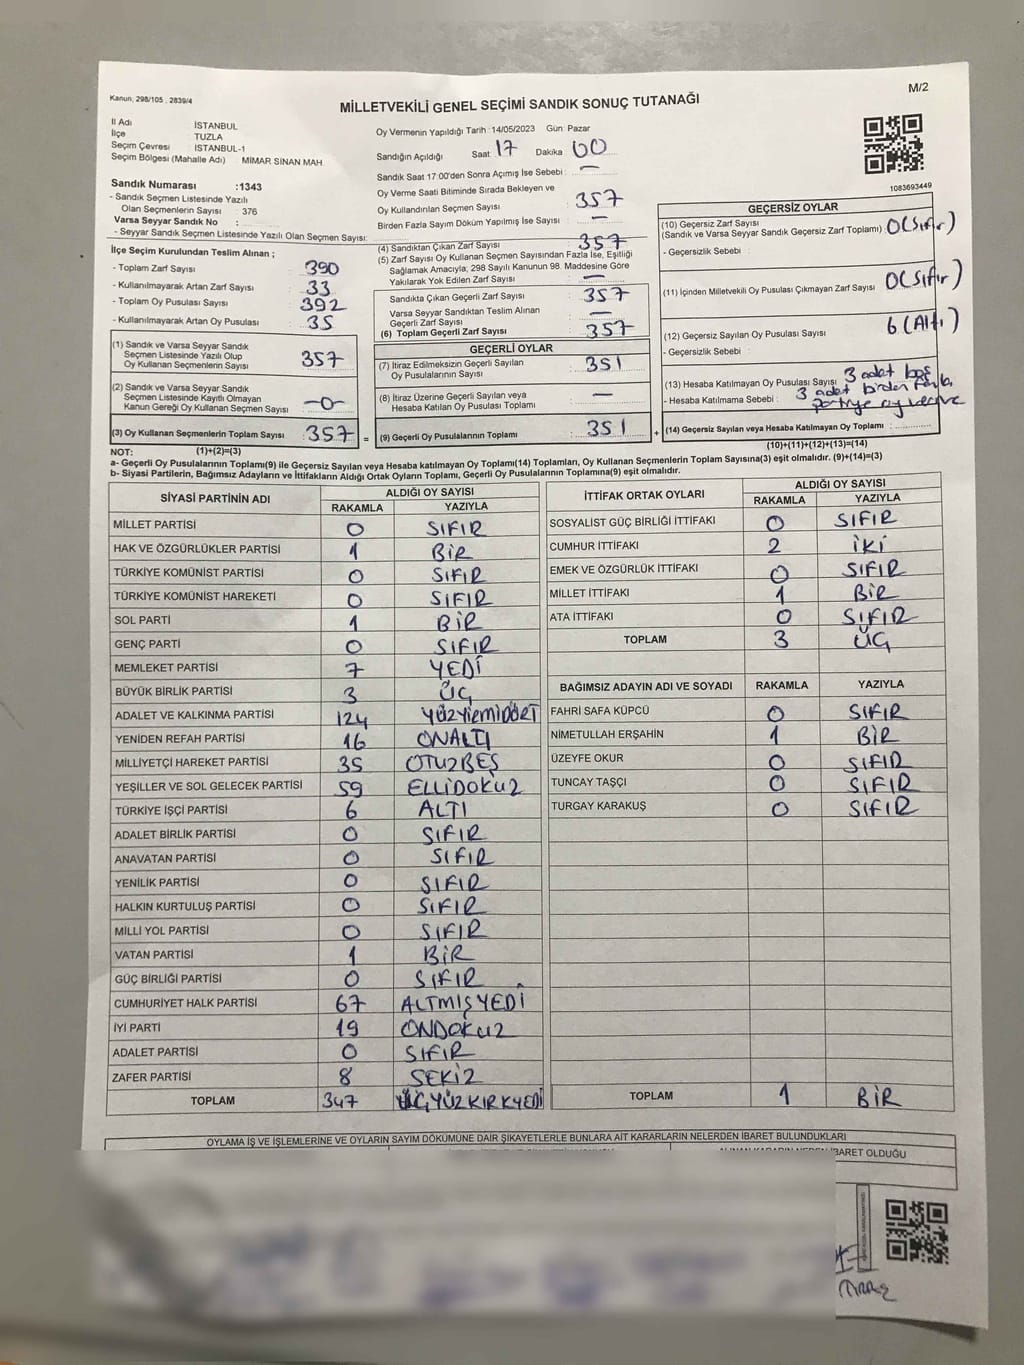 Kanun, 298/105 , 2839/4
MİLLETVEKİLİ GENEL SEÇİMİ SANDIK SONUÇ TUTANAĞI
M/2
İl Adı İSTANBUL
İlçe TUZLA
Seçim Çevresi İSTANBUL-1
Seçim Bölgesi (Mahalle Adı) MİMAR SİNAN MAH.
Sandık Numarası :1343
- Sandık Seçmen Listesinde Yazılı
Olan Seçmenlerin Sayısı 376
Varsa Seyyar Sandık No :
- Seyyar Sandık Seçmen Listesinde Yazılı Olan Seçmen Sayısı:
İlçe Seçim Kurulundan Teslim Alınan ;
- Toplam Zarf Sayısı : 390
- Kullanılmayarak Artan Zarf Sayısı : 33
- Toplam Oy Pusulası Sayısı : 392
- Kullanılmayarak Artan Oy Pusulası : 35
(1) Sandık ve Varsa Seyyar Sandık
Seçmen Listesinde Yazılı Olup
Oy Kullanan Seçmenlerin Sayısı : 357
(2) Sandık ve Varsa Seyyar Sandık
Seçmen Listesinde Kayıtlı Olmayan
Kanun Gereği Oy Kullanan Seçmen Sayısı : -0-
(3) Oy Kullanan Seçmenlerin Toplam Sayısı : 357 =
Oy Vermenin Yapıldığı Tarih :14/05/2023 Gün: Pazar
Sandığın Açıldığı Saat 17 Dakika 00
Sandık Saat 17:00'den Sonra Açımış İse Sebebi : —
Oy Verme Saati Bitiminde Sırada Bekleyen ve
Oy Kullandırılan Seçmen Sayısı : 357
Birden Fazla Sayım Döküm Yapılmış İse Sayısı : —
(4) Sandıktan Çıkan Zarf Sayısı : 357
(5) Zarf Sayısı Oy Kullanan Seçmen Sayısından Fazla İse, Eşitliği
Sağlamak Amacıyla, 298 Sayılı Kanunun 98. Maddesine Göre
Yakılarak Yok Edilen Zarf Sayısı : —
Sandıkta Çıkan Geçerli Zarf Sayısı : 357
Varsa Seyyar Sandıktan Teslim Alınan
Geçerli Zarf Sayısı : —
(6) Toplam Geçerli Zarf Sayısı : 357
GEÇERLİ OYLAR
(7) İtiraz Edilmeksizin Geçerli Sayılan
Oy Pusulalarının Sayısı : 351
(8) İtiraz Üzerine Geçerli Sayılan veya
Hesaba Katılan Oy Pusulası Toplamı : —
(9) Geçerli Oy Pusulalarının Toplamı : 351 +
1083693449
GEÇERSİZ OYLAR
(10) Geçersiz Zarf Sayısı
(Sandık ve Varsa Seyyar Sandık Geçersiz Zarf Toplamı) : 0(Sıfır)
- Geçersizlik Sebebi :
(11) İçinden Milletvekili Oy Pusulası Çıkmayan Zarf Sayısı : 0(Sıfır)
(12) Geçersiz Sayılan Oy Pusulası Sayısı : 6 (Altı)
- Geçersizlik Sebebi :
(13) Hesaba Katılmayan Oy Pusulası Sayısı : 3 adet boş
- Hesaba Katılmama Sebebi : 3 adet birden fazla
partiye oy
(14) Geçersiz Sayılan veya Hesaba Katılmayan Oy Toplamı :
NOT: (1)+(2)=(3) (10)+(11)+(12)+(13)=(14)
a- Geçerli Oy Pusulaları Toplamı(9) ile Geçersiz Sayılan veya Hesaba katılmayan Oy Toplamı(14) Toplamları, Oy Kullanan Seçmenlerin Toplam Sayısına(3) eşit olmalıdır. (9)+(14)=(3)
b- Siyasi Partilerin, Bağımsız Adayların ve İttifakların Aldığı Ortak Oyların Toplamı, Geçerli Oy Pusulalarının Toplamına(9) eşit olmalıdır.
SİYASİ PARTİNİN ADI ALDIĞI OY SAYISI
RAKAMLA YAZIYLA
MİLLET PARTİSİ 0 SIFIR
HAK VE ÖZGÜRLÜKLER PARTİSİ 1 BİR
TÜRKİYE KOMÜNİST PARTİSİ 0 SIFIR
TÜRKİYE KOMÜNİST HAREKETİ 0 SIFIR
SOL PARTİ 1 BİR
GENÇ PARTİ 0 SIFIR
MEMLEKET PARTİSİ 7 YEDİ
BÜYÜK BİRLİK PARTİSİ 3 ÜÇ
ADALET VE KALKINMA PARTİSİ 124 YÜZYİRMİDÖRT
YENİDEN REFAH PARTİSİ 16 ONALTI
MİLLİYETÇİ HAREKET PARTİSİ 35 OTUZBEŞ
YEŞİLLER VE SOL GELECEK PARTİSİ 59 ELLİDOKUZ
TÜRKİYE İŞÇİ PARTİSİ 6 ALTI
ADALET BİRLİK PARTİSİ 0 SIFIR
ANAVATAN PARTİSİ 0 SIFIR
YENİLİK PARTİSİ 0 SIFIR
HALKIN KURTULUŞ PARTİSİ 0 SIFIR
MİLLİ YOL PARTİSİ 0 SIFIR
VATAN PARTİSİ 1 BİR
GÜÇ BİRLİĞİ PARTİSİ 0 SIFIR
CUMHURİYET HALK PARTİSİ 67 ALTMIŞYEDİ
İYİ PARTİ 19 ONDOKUZ
ADALET PARTİSİ 0 SIFIR
ZAFER PARTİSİ 8 SEKİZ
TOPLAM 347 ÜÇYÜZKIRKYEDİ
İTTİFAK ORTAK OYLARI ALDIĞI OY SAYISI
RAKAMLA YAZIYLA
SOSYALİST GÜÇ BİRLİĞİ İTTİFAKI 0 SIFIR
CUMHUR İTTİFAKI 2 İKİ
EMEK VE ÖZGÜRLÜK İTTİFAKI 0 SIFIR
MİLLET İTTİFAKI 1 BİR
ATA İTTİFAKI 0 SIFIR
TOPLAM 3 ÜÇ
BAĞIMSIZ ADAYIN ADI VE SOYADI RAKAMLA YAZIYLA
FAHRİ SAFA KÜPCÜ 0 SIFIR
NİMETULLAH ERŞAHİN 1 BİR
ÜZEYFE OKUR 0 SIFIR
TUNCAY TAŞÇI 0 SIFIR
TURGAY KARAKUŞ 0 SIFIR
TOPLAM 1 BİR
OYLAMA İŞ VE İŞLEMLERİNE VE OYLARIN SAYIM DÖKÜMÜNE DAİR ŞİKAYETLERLE BUNLARA AİT KARARLARIN NELERDEN İBARET BULUNDUKLARI
İBARET OLDUĞU